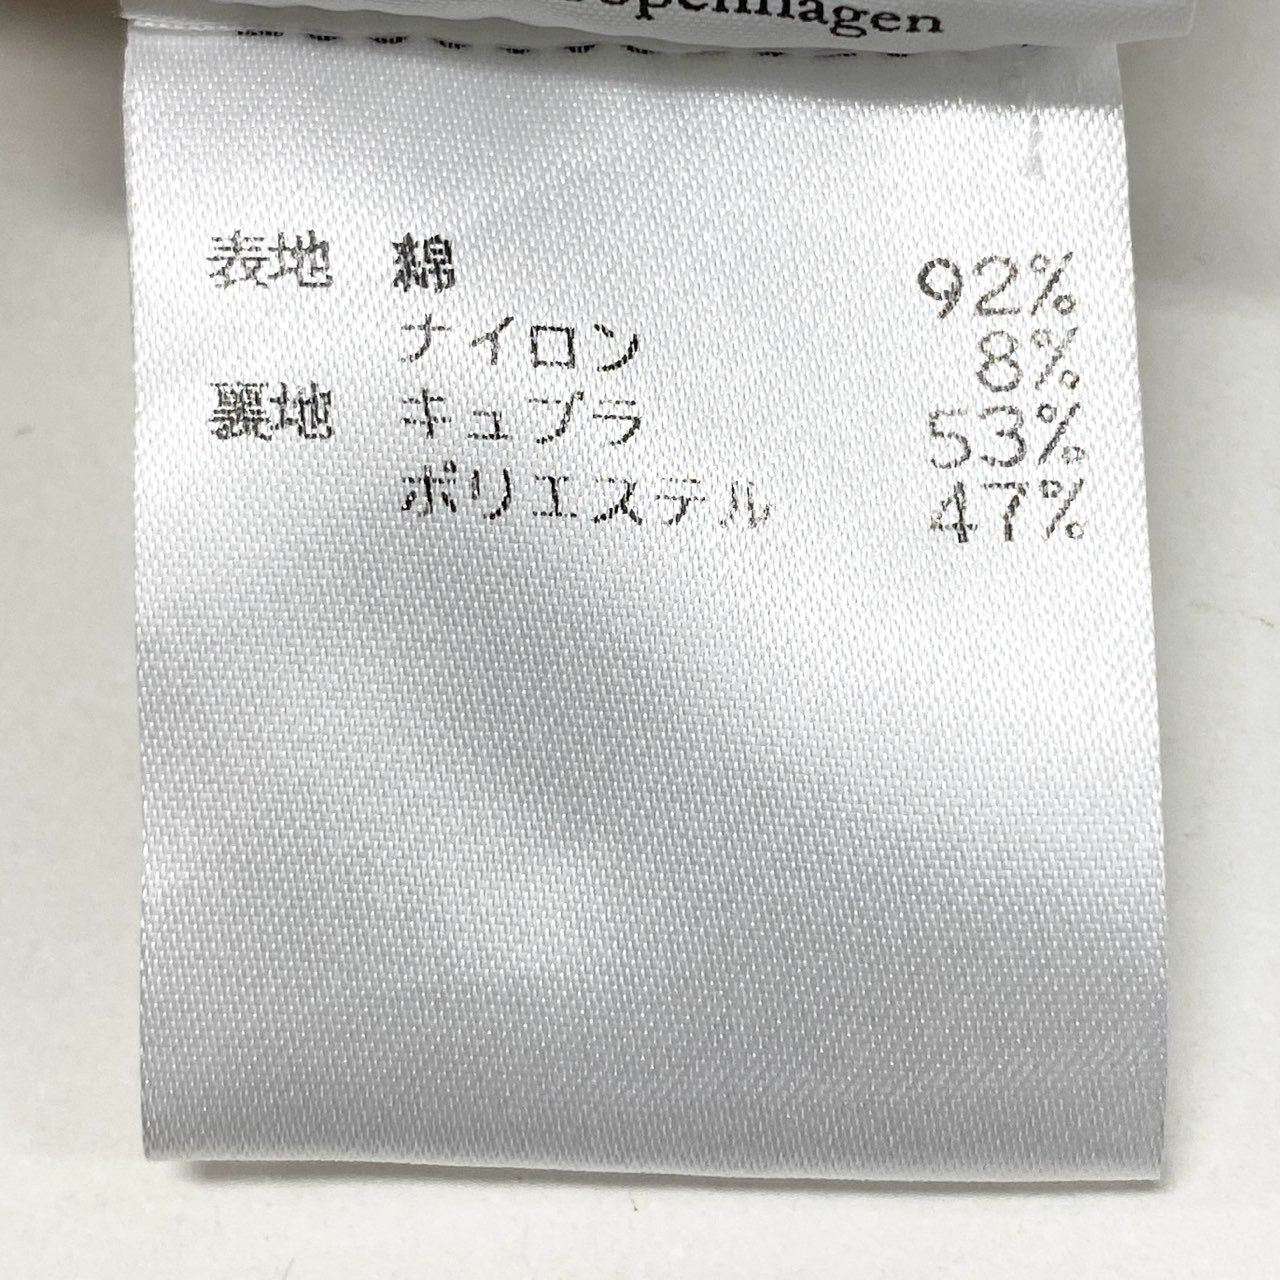 Copenhagen
表地 綿 92%
ナイロン 8%
裏地 キュプラ 53%
ポリエステル 47%